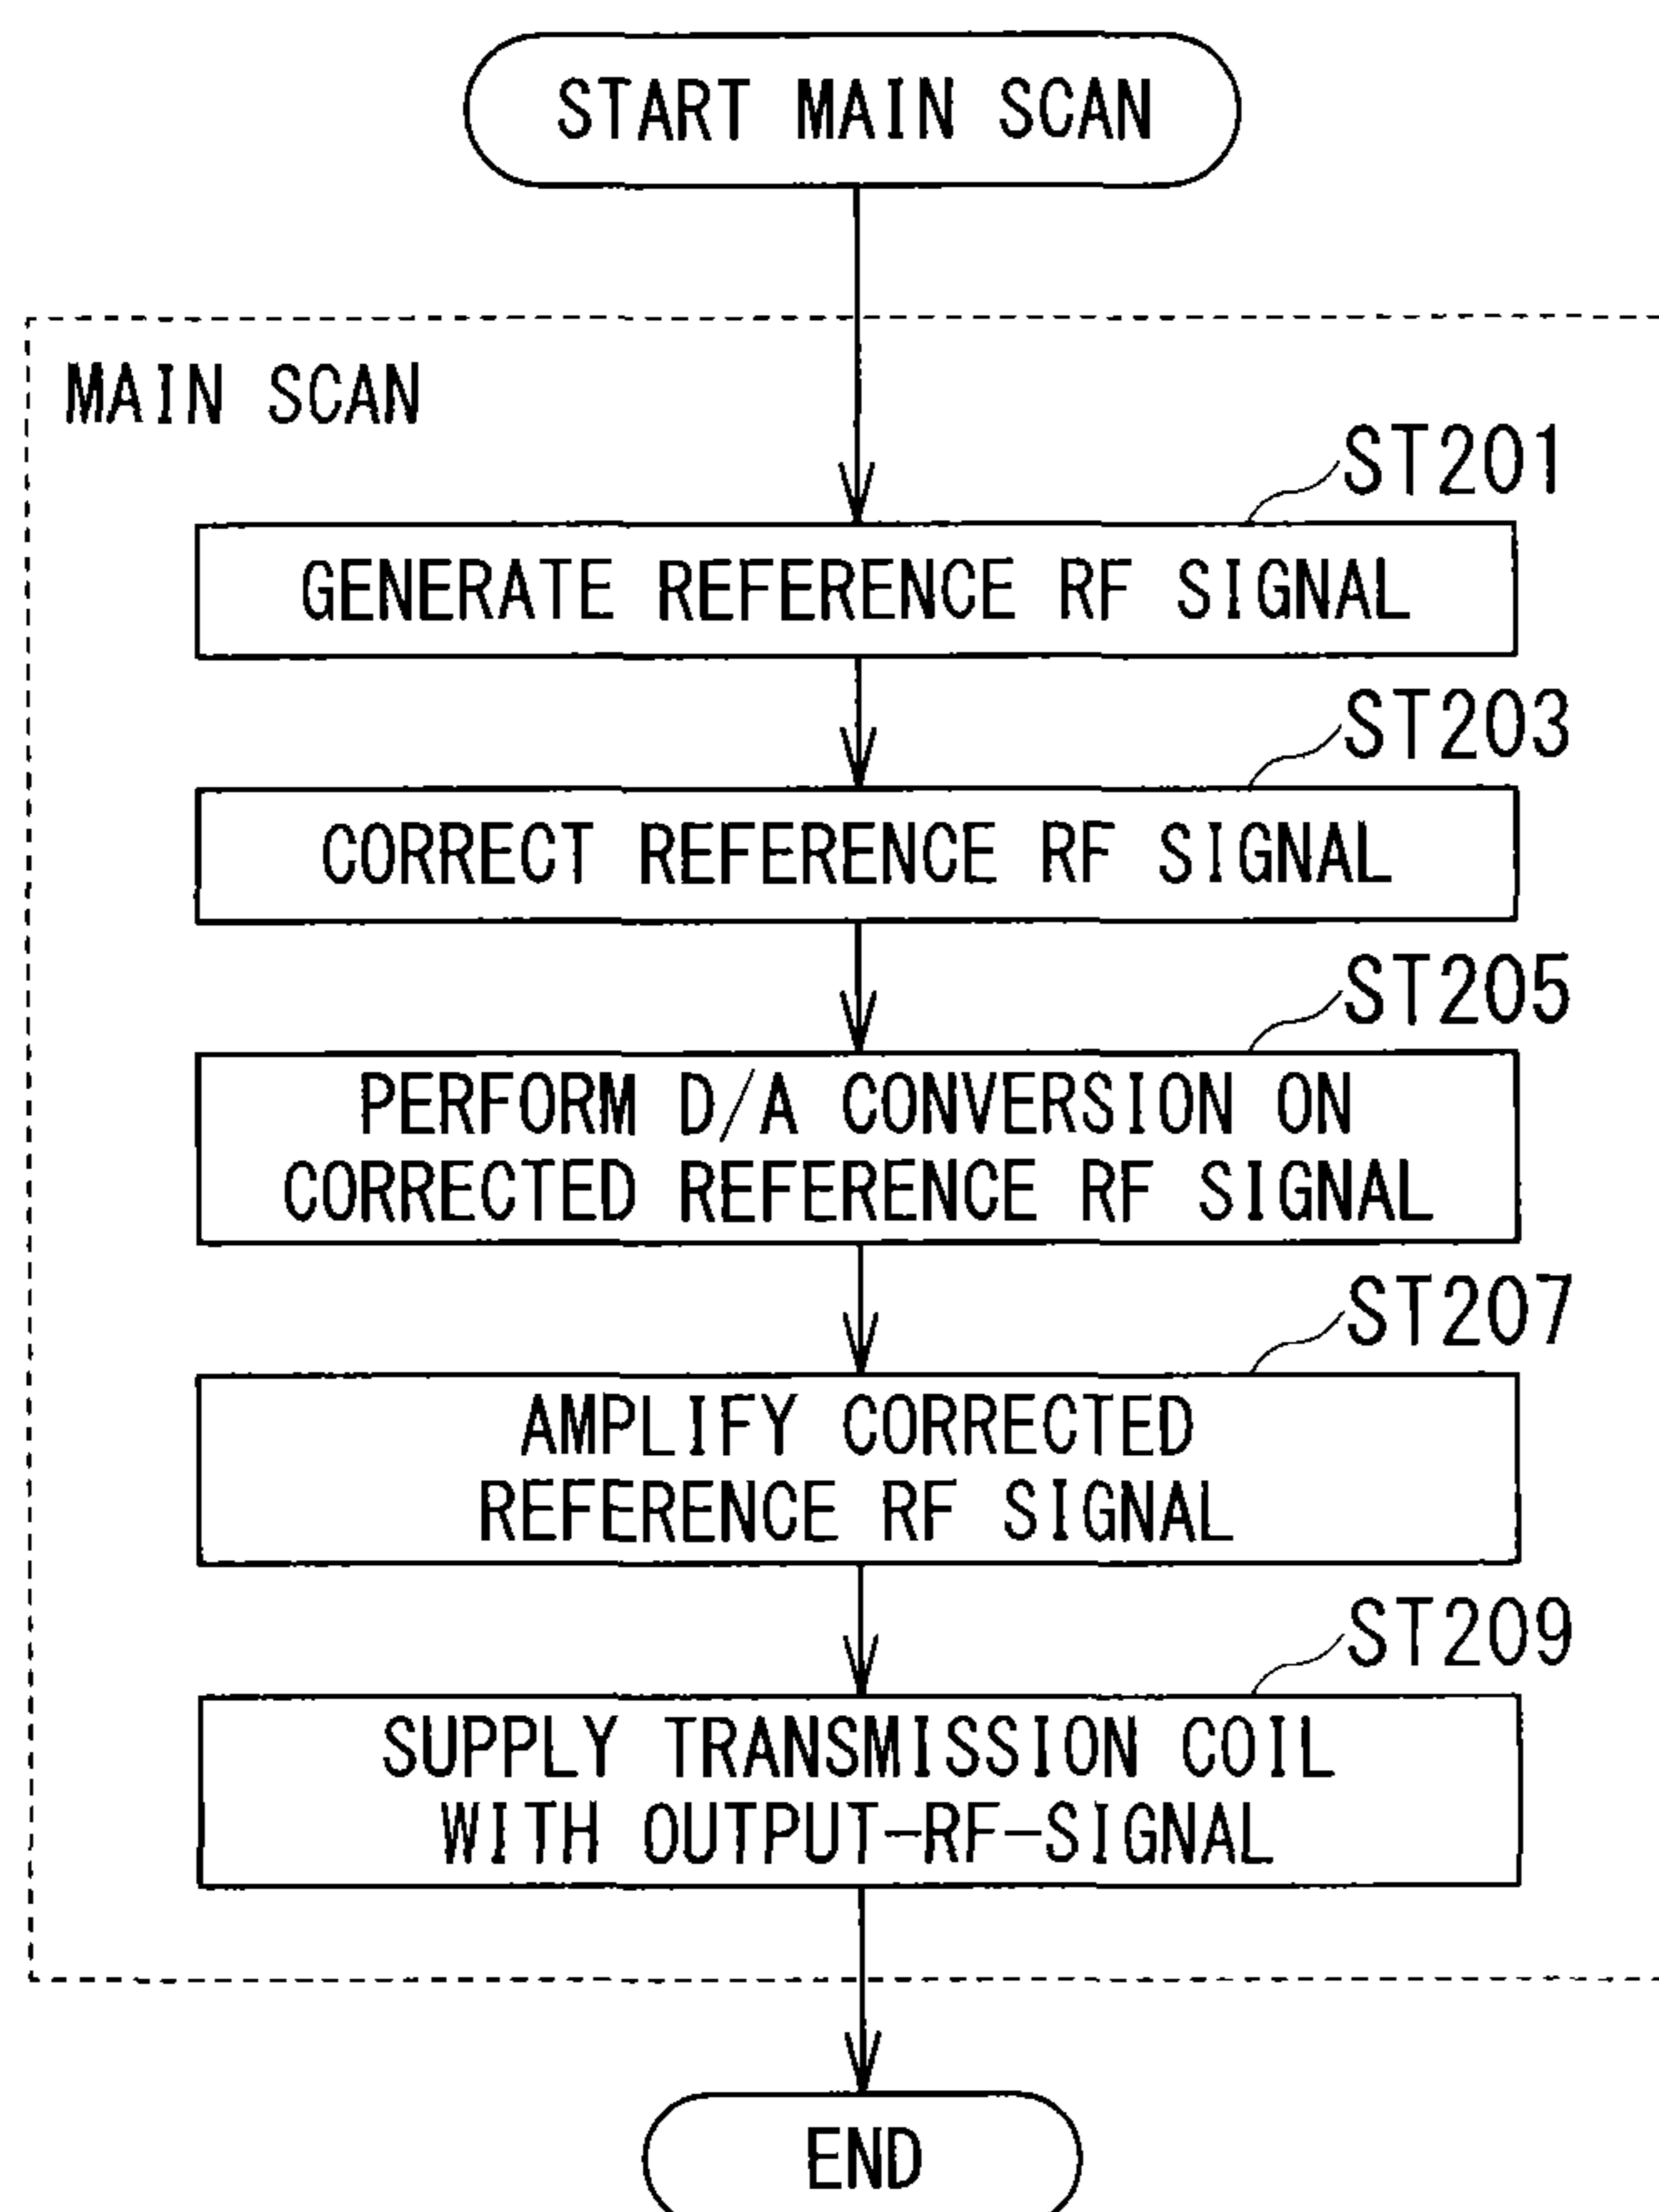 START MAIN SCAN
MAIN SCAN
ST201
GENERATE REFERENCE RF SIGNAL
ST203
CORRECT REFERENCE RF SIGNAL
ST205
PERFORM D/A CONVERSION ON
CORRECTED REFERENCE RF SIGNAL
ST207
AMPLIFY CORRECTED
REFERENCE RF SIGNAL
ST209
SUPPLY TRANSMISSION COIL
WITH OUTPUT-RF-SIGNAL
END